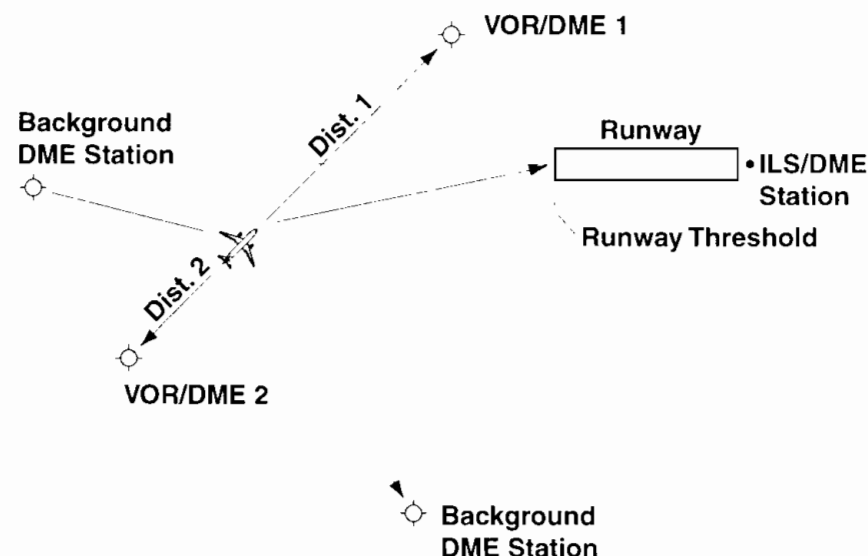 VOR/DME 1
Background
DME Station
Dist. 1
Runway
ILS/DME
Station
Runway Threshold
Dist. 2
VOR/DME 2
Background
DME Station